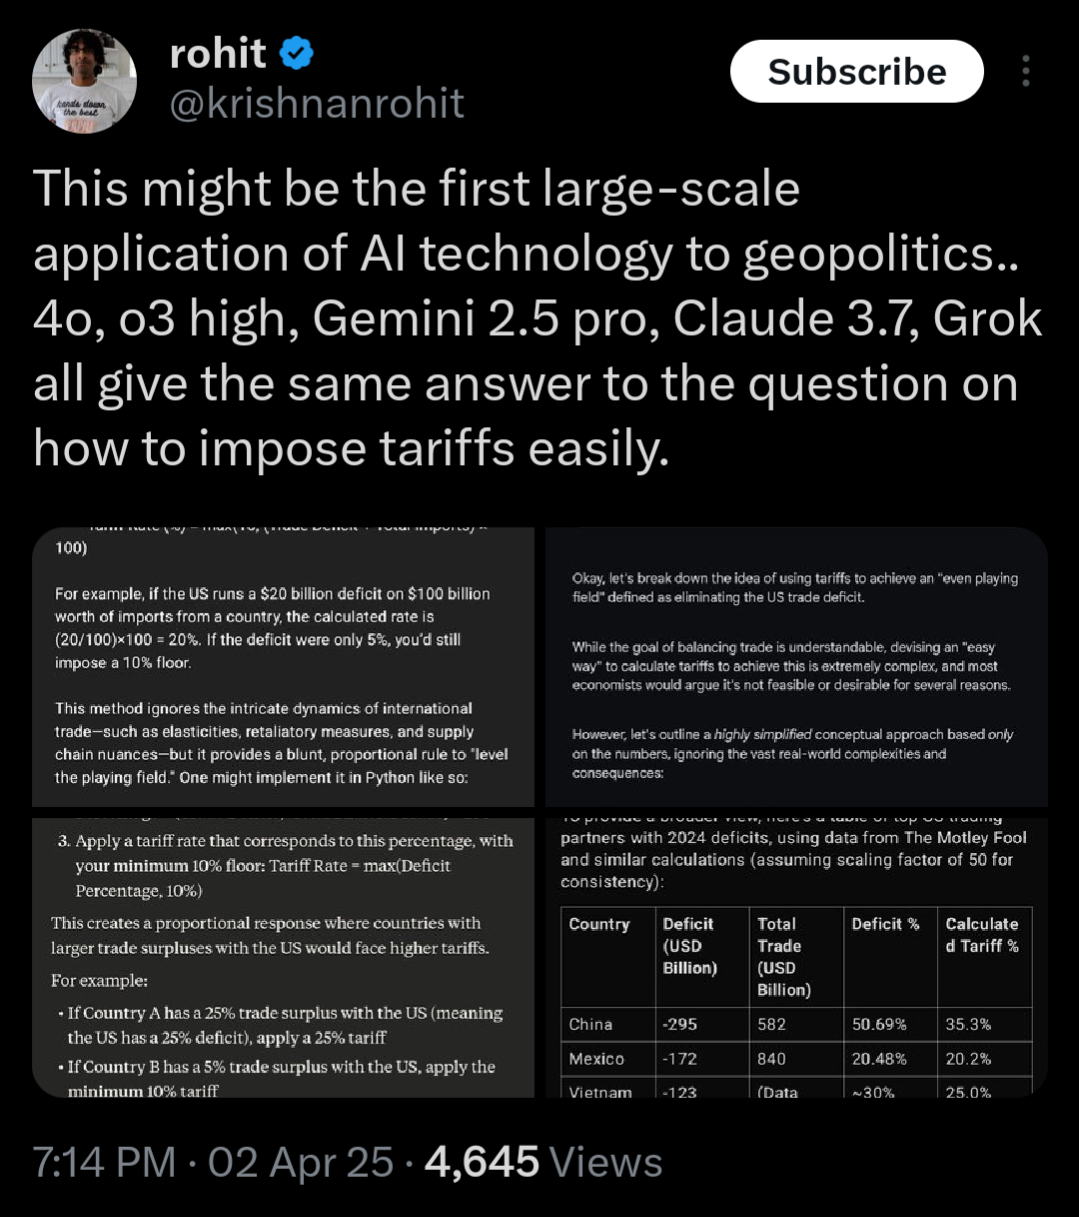 rohit
@krishnanrohit
Subscribe
hands down
the best
This might be the first large-scale
application of AI technology to geopolitics..
4o, o3 high, Gemini 2.5 pro, Claude 3.7, Grok
all give the same answer to the question on
how to impose tariffs easily.
100)
For example, if the US runs a $20 billion deficit on $100 billion
worth of imports from a country, the calculated rate is
(20/100)×100 = 20%. If the deficit were only 5%, you'd still
impose a 10% floor.
This method ignores the intricate dynamics of international
trade—such as elasticities, retaliatory measures, and supply
chain nuances—but it provides a blunt, proportional rule to "level
the playing field." One might implement it in Python like so:
Okay, let's break down the idea of using tariffs to achieve an "even playing
field" defined as eliminating the US trade deficit.
While the goal of balancing trade is understandable, devising an "easy
way" to calculate tariffs to achieve this is extremely complex, and most
economists would argue it's not feasible or desirable for several reasons.
However, let's outline a highly simplified conceptual approach based only
on the numbers, ignoring the vast real-world complexities and
consequences:
3. Apply a tariff rate that corresponds to this percentage, with
your minimum 10% floor: Tariff Rate = max(Deficit
Percentage, 10%)
This creates a proportional response where countries with
larger trade surpluses with the US would face higher tariffs.
For example:
• If Country A has a 25% trade surplus with the US (meaning
the US has a 25% deficit), apply a 25% tariff
• If Country B has a 5% trade surplus with the US, apply the
minimum 10% tariff
To provide a broader view, here's a table of top US trading
partners with 2024 deficits, using data from The Motley Fool
and similar calculations (assuming scaling factor of 50 for
consistency):
Country Deficit (USD Billion) Total Trade (USD Billion) Deficit % Calculated Tariff %
China -295 582 50.69% 35.3%
Mexico -172 840 20.48% 20.2%
Vietnam -123 (Data ~30% 25.0%
7:14 PM · 02 Apr 25 · 4,645 Views